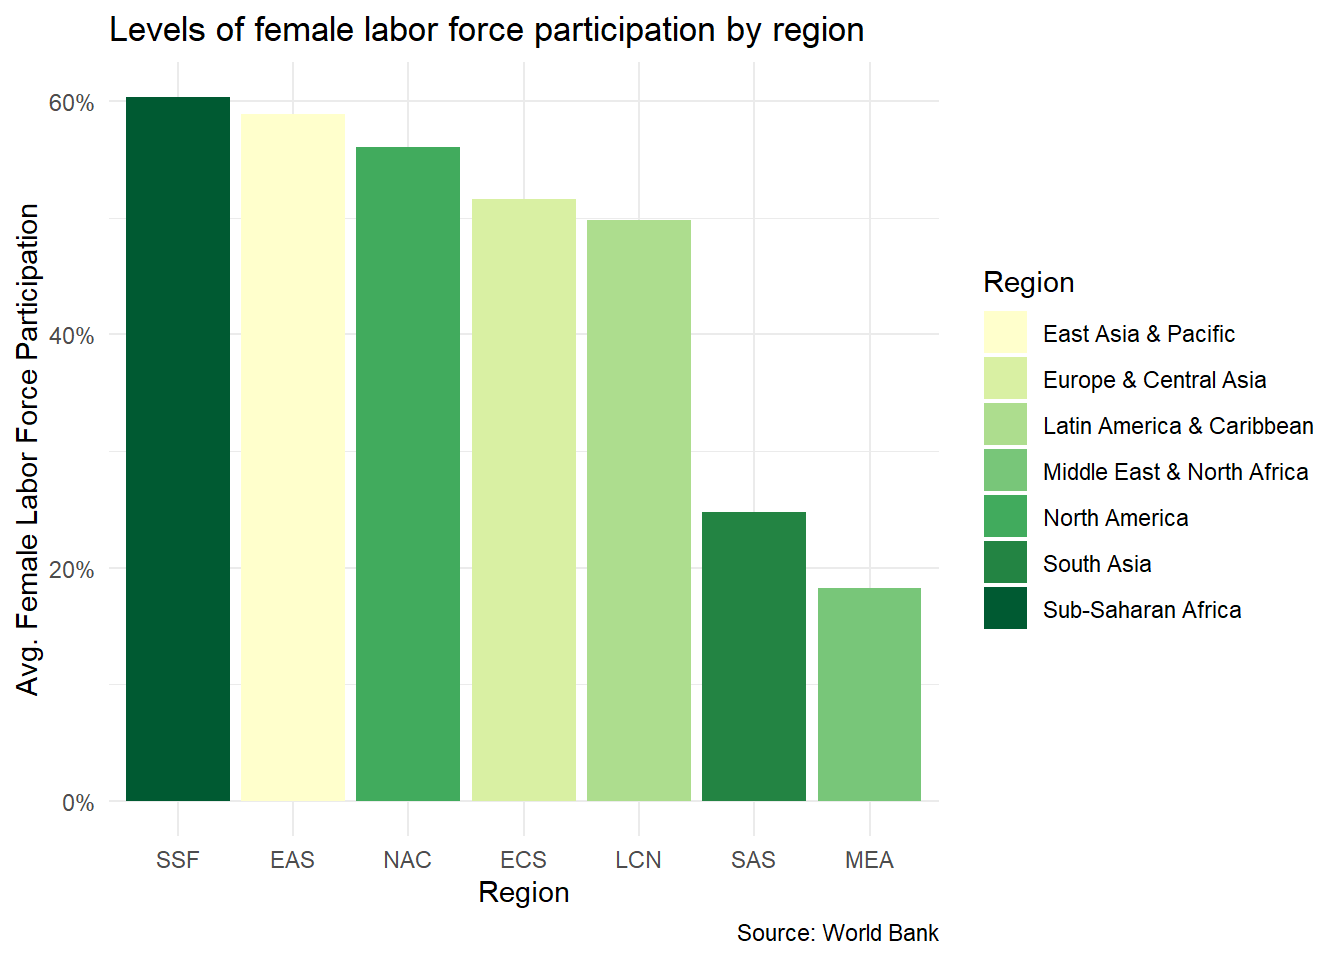 Levels of female labor force participation by region
Avg. Female Labor Force Participation
60%
40%
20%
0%
SSF
EAS
NAC
ECS
LCN
SAS
MEA
Region
Source: World Bank
Region
East Asia & Pacific
Europe & Central Asia
Latin America & Caribbean
Middle East & North Africa
North America
South Asia
Sub-Saharan Africa